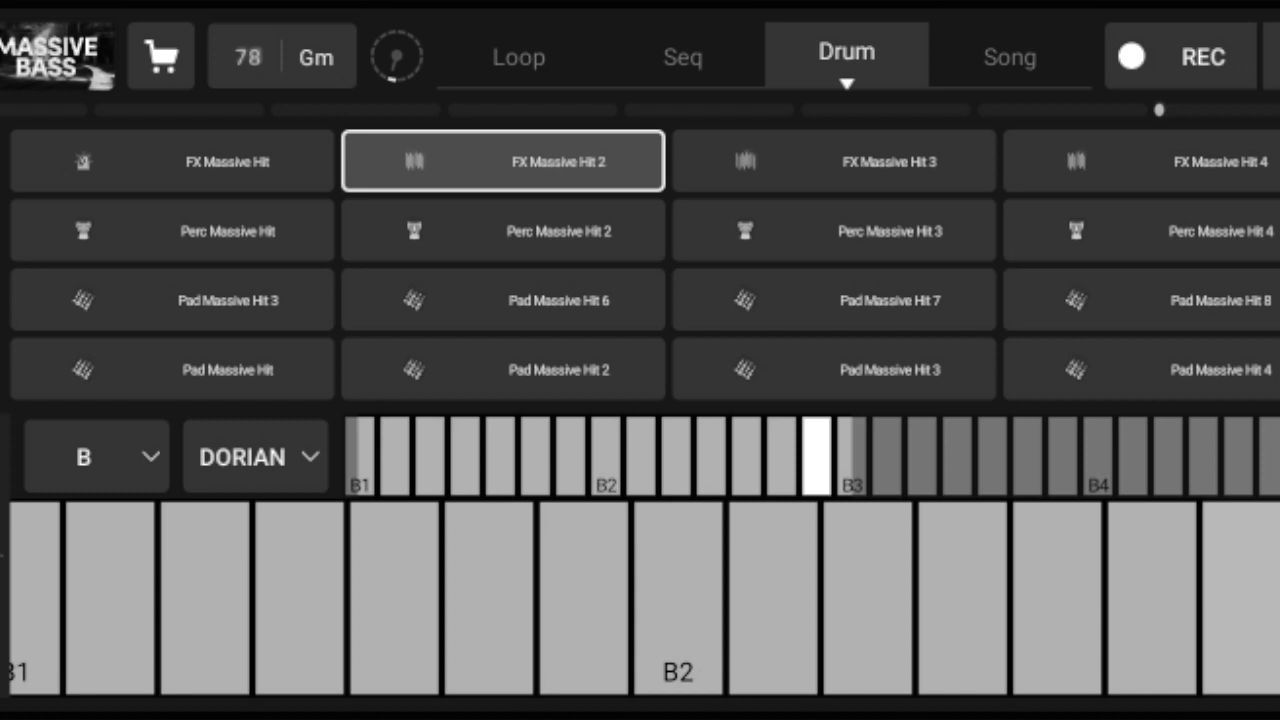 MASSIVE
BASS
78 Gm
Loop
Seq
Drum
Song
REC
FX Massive Hit
FX Massive Hit 2
FX Massive Hit 3
FX Massive Hit 4
Perc Massive Hit
Perc Massive Hit 2
Perc Massive Hit 3
Perc Massive Hit 4
Pad Massive Hit 3
Pad Massive Hit 6
Pad Massive Hit 7
Pad Massive Hit 8
Pad Massive Hit
Pad Massive Hit 2
Pad Massive Hit 3
Pad Massive Hit 4
B
DORIAN
B1
B2
B3
B4
B1
B2